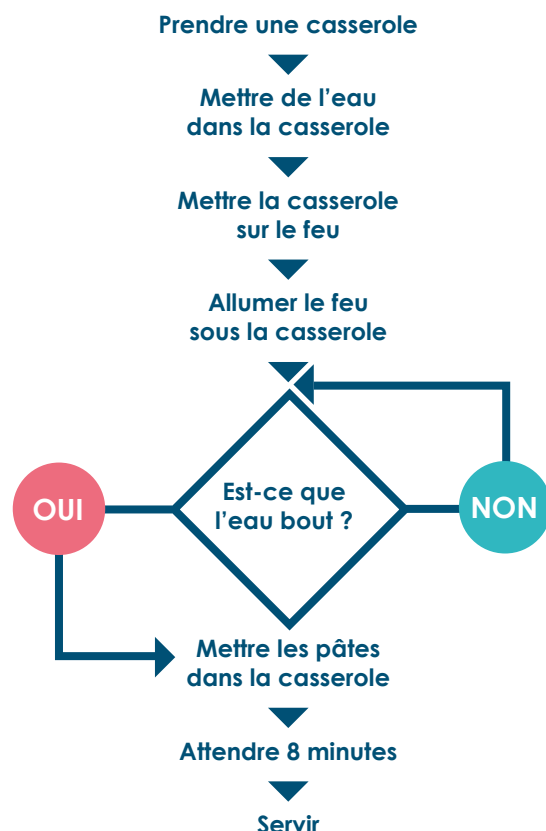 Prendre une casserole
Mettre de l'eau
dans la casserole
Mettre la casserole
sur le feu
Allumer le feu
sous la casserole
Est-ce que
l'eau bout ?
OUI
NON
Mettre les pâtes
dans la casserole
Attendre 8 minutes
Servir